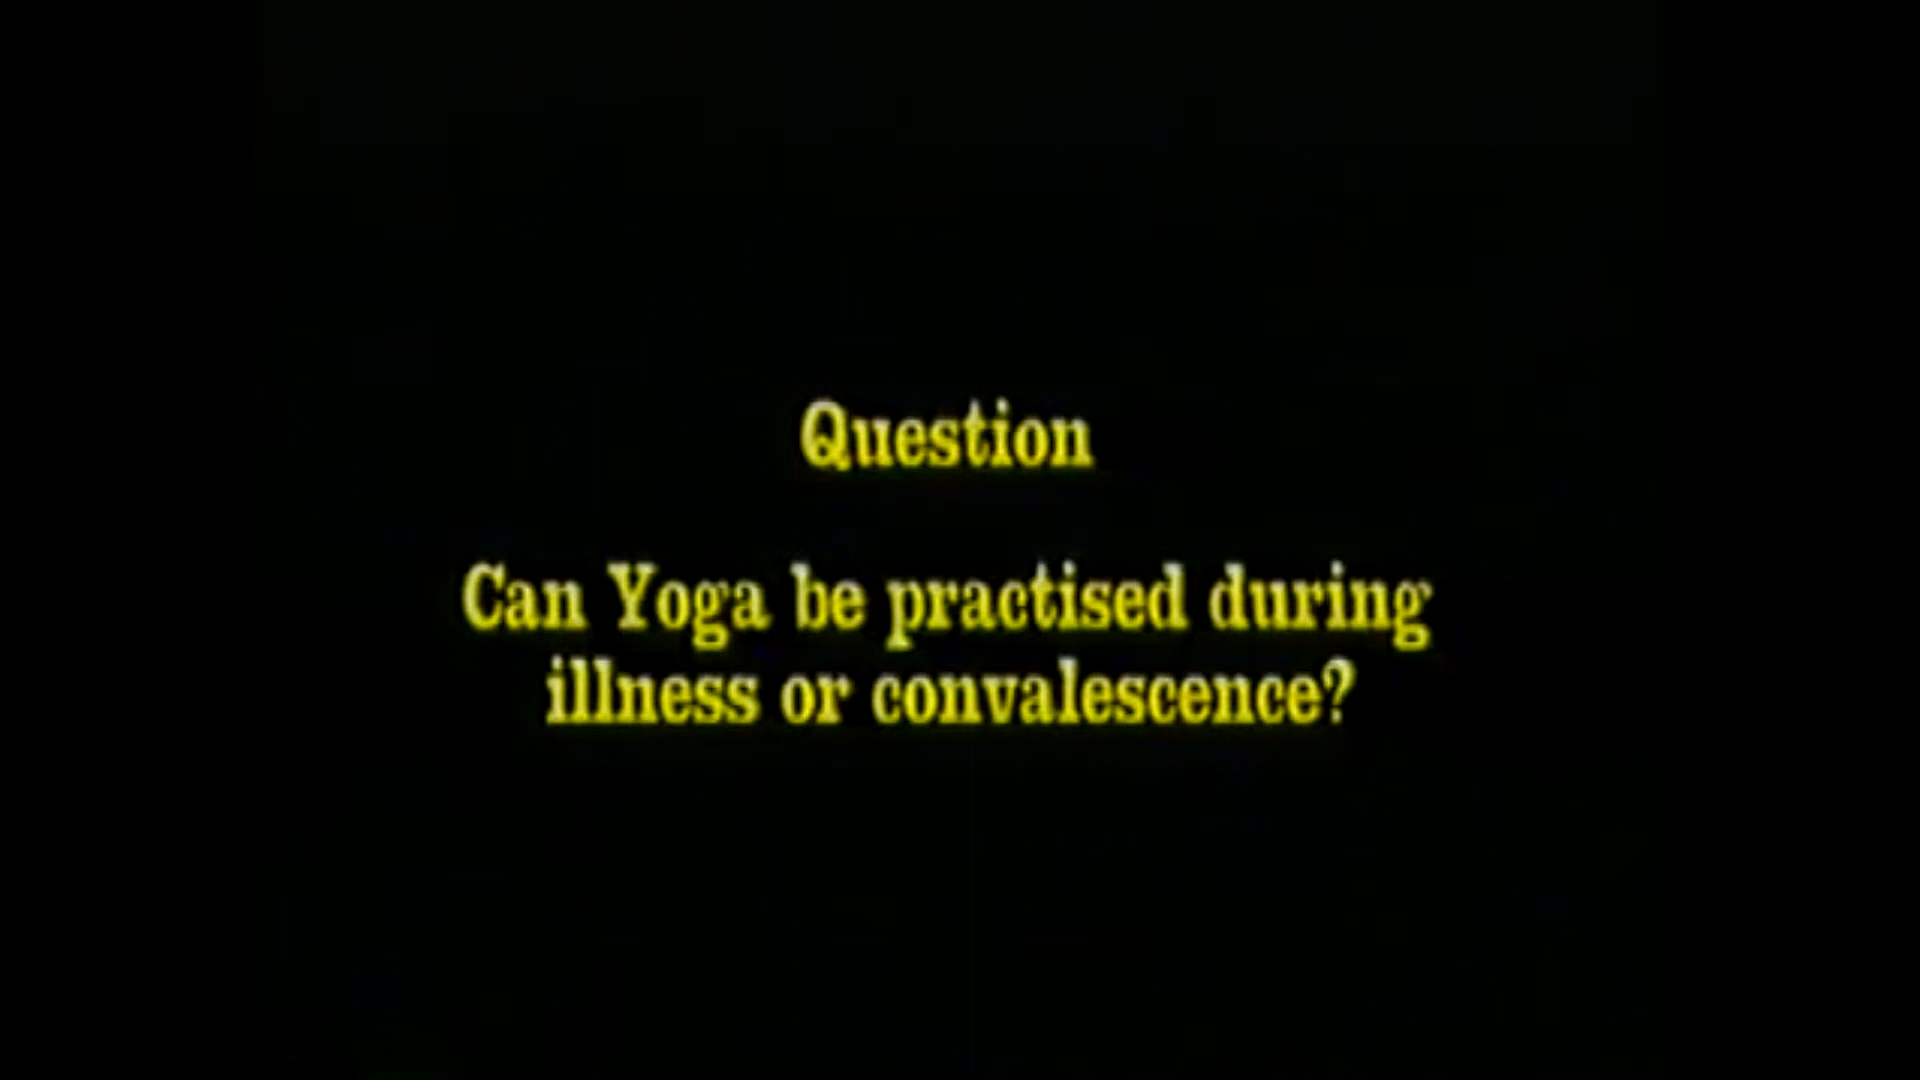 Question
Can Yoga be practised during
illness or convalescence?